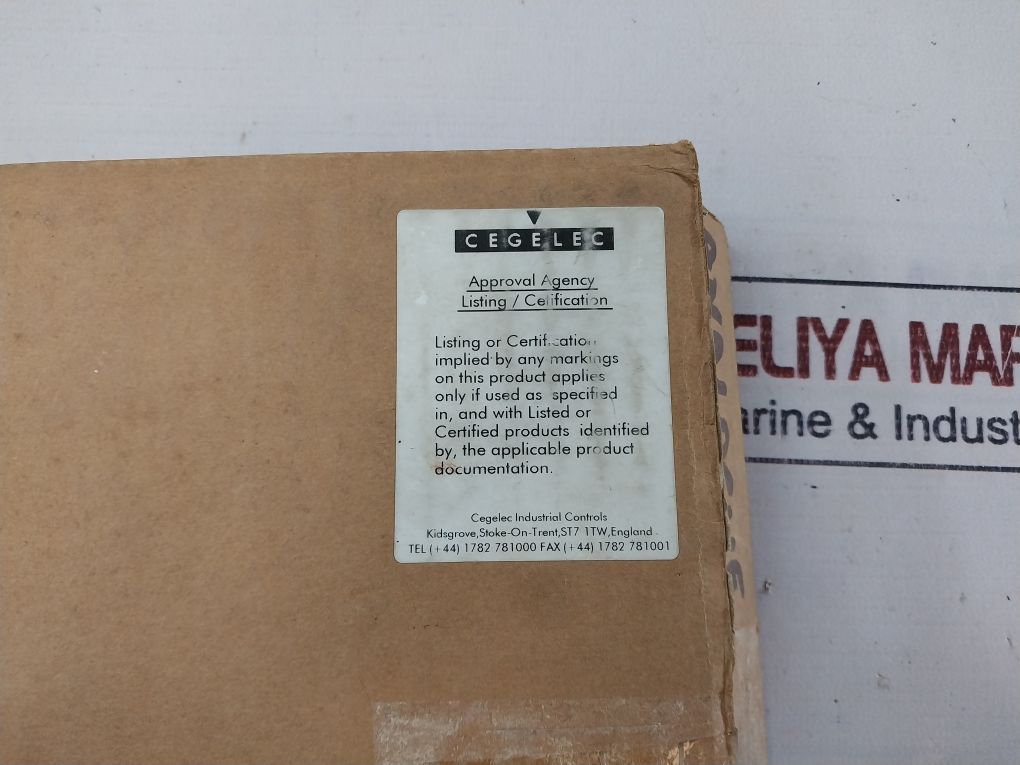 CEGELEC
Approval Agency
Listing / Cetification
Listing or Certification
implied by any markings
on this product applies
only if used as specified
in, and with Listed or
Certified products identified
by, the applicable product
documentation.
Cegelec Industrial Controls
Kidsgrove,Stoke-On-Trent,ST7 1TW,England.
TEL (+44) 1782 781000 FAX (+44) 1782 781001
ELIYA MAR
arine & Indust